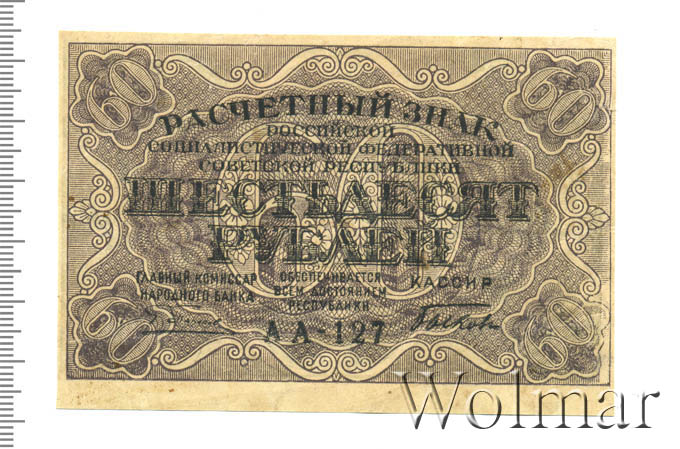 60 60
РАСЧЕТНЫЙ ЗНАК
РОССИЙСКОЙ
СОЦИАЛИСТИЧЕСКОЙ ФЕДЕРАТИВНОЙ
СОВЕТСКОЙ РЕСПУБЛИКИ
60
ШЕСТЬДЕСЯТ
РУБЛЕЙ
ГЛАВНЫЙ КОМИССАР
НАРОДНОГО БАНКА
ОБЕСПЕЧИВАЕТСЯ
ВСЕМ ДОСТОЯНИЕМ
РЕСПУБЛИКИ
КАССИР
АА-127
60 60
Wolmar